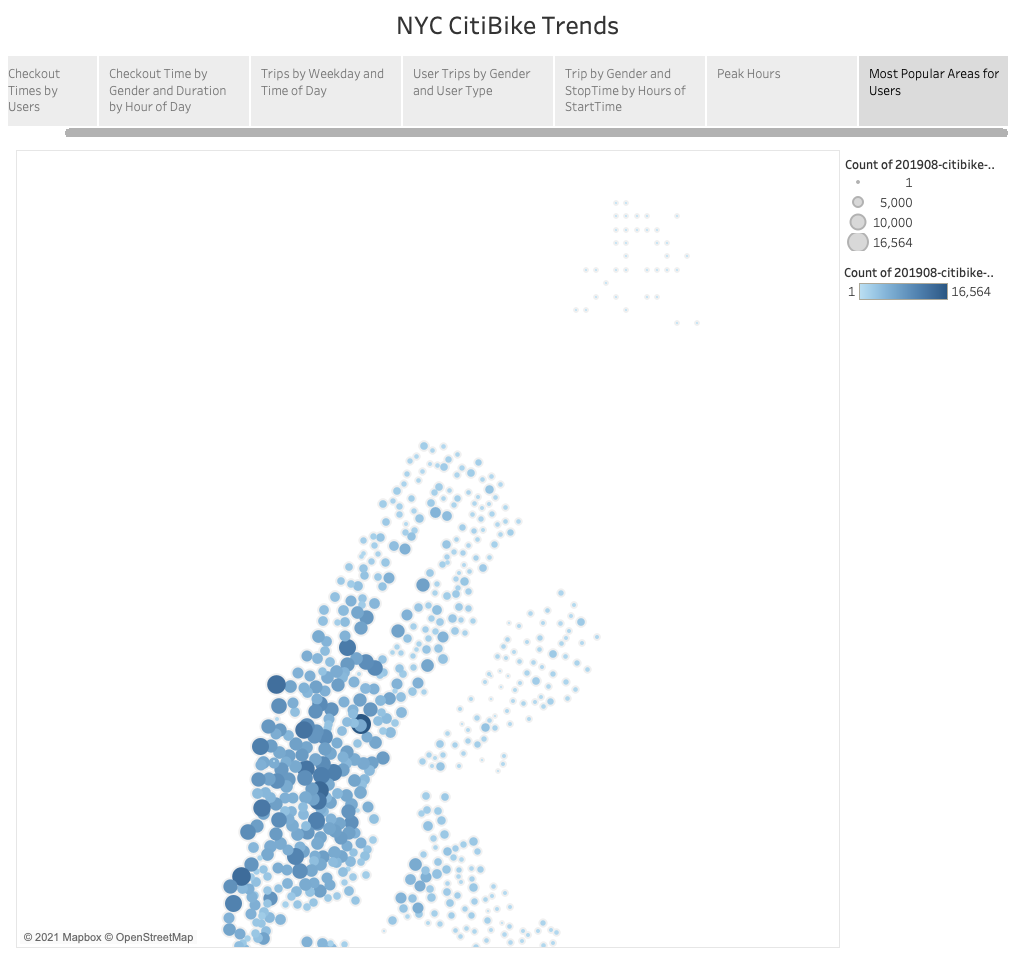 NYC CitiBike Trends
Checkout
Times by
Users
Checkout Time by
Gender and Duration
by Hour of Day
Trips by Weekday and
Time of Day
User Trips by Gender
and User Type
Trip by Gender and
StopTime by Hours of
StartTime
Peak Hours
Most Popular Areas for
Users
Count of 201908-citibike-..
1
5,000
10,000
16,564
Count of 201908-citibike-..
1 16,564
© 2021 Mapbox © OpenStreetMap